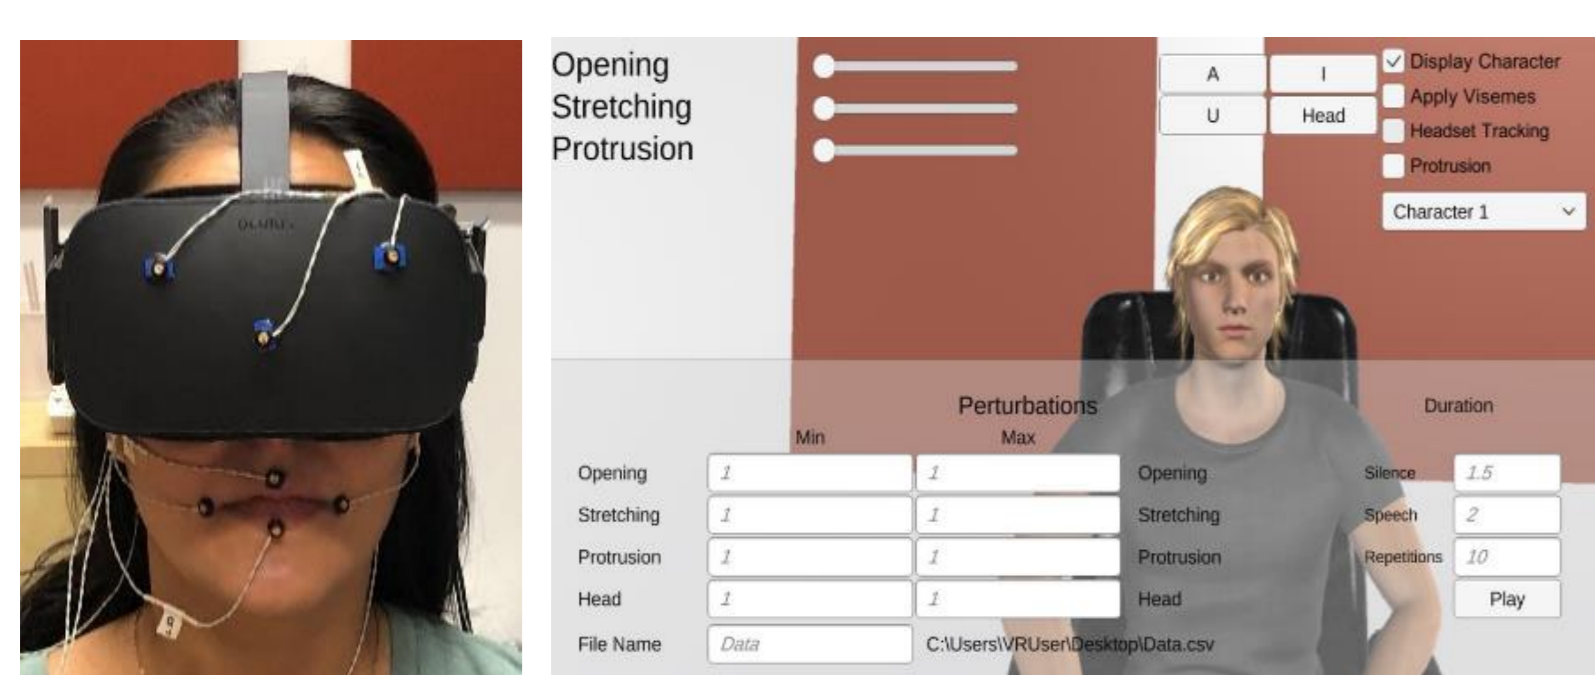 OCULUS
Opening
Stretching
Protrusion
A I
U Head
Display Character
Apply Visemes
Headset Tracking
Protrusion
Character 1
Perturbations Duration
Min Max
Opening 1 1 Opening Silence 1.5
Stretching 1 1 Stretching Speech 2
Protrusion 1 1 Protrusion Repetitions 10
Head 1 1 Head Play
File Name Data C:\Users\VRUser\Desktop\Data.csv